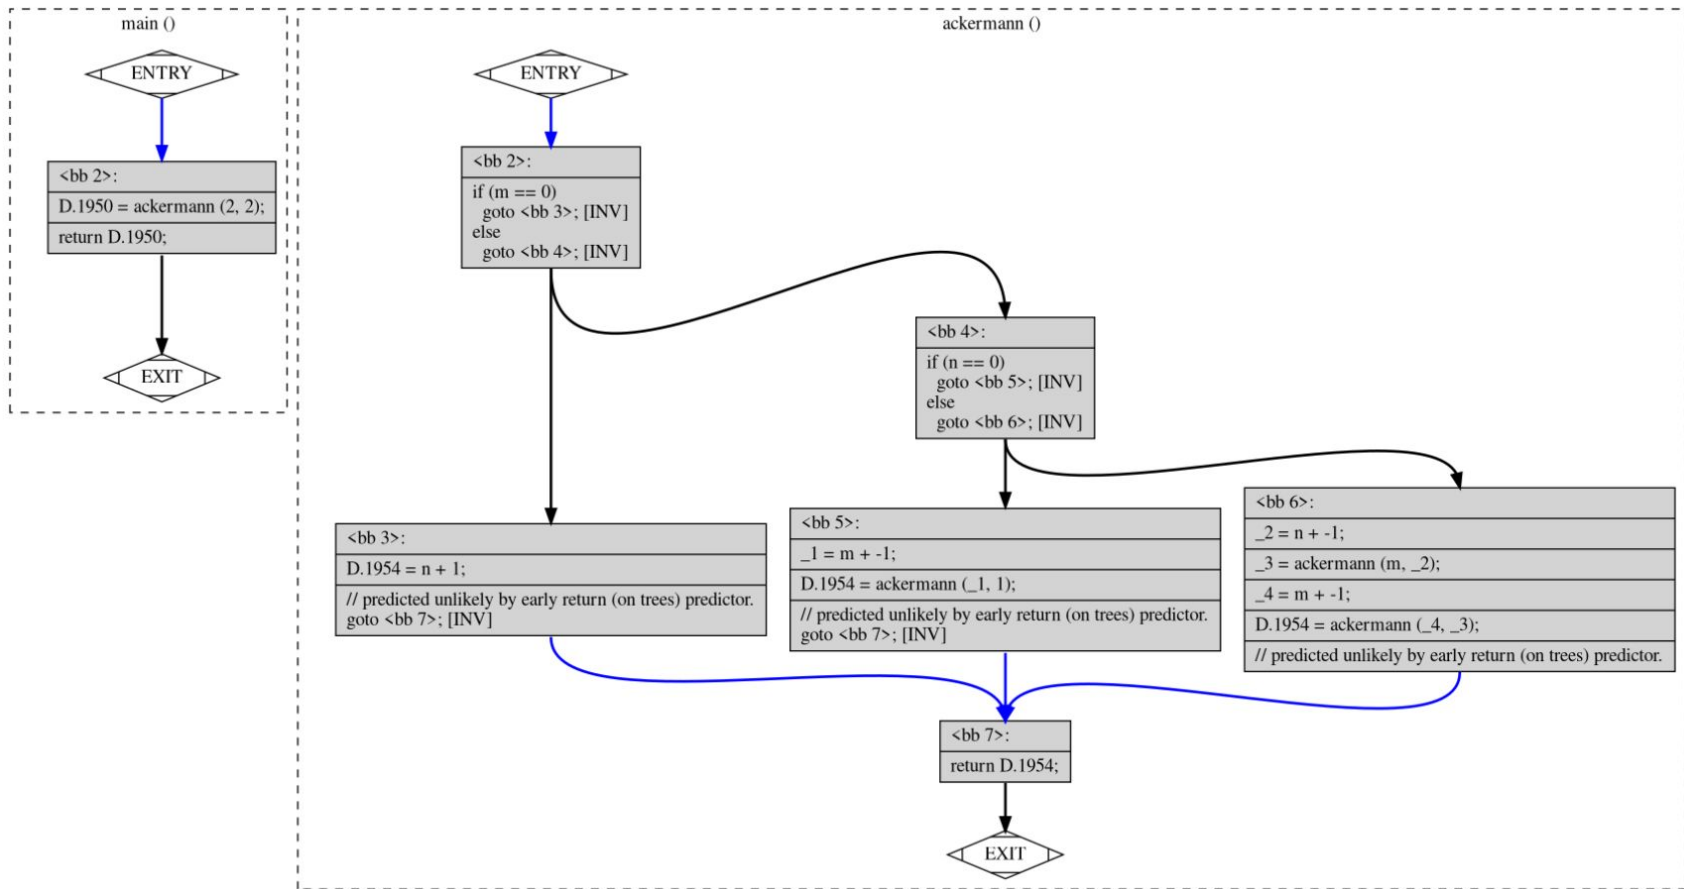 main ()
ENTRY
<bb 2>:
D.1950 = ackermann (2, 2);
return D.1950;
EXIT
ackermann ()
ENTRY
<bb 2>:
if (m == 0)
goto <bb 3>; [INV]
else
goto <bb 4>; [INV]
<bb 4>:
if (n == 0)
goto <bb 5>; [INV]
else
goto <bb 6>; [INV]
<bb 3>:
D.1954 = n + 1;
// predicted unlikely by early return (on trees) predictor.
goto <bb 7>; [INV]
<bb 5>:
_1 = m + -1;
D.1954 = ackermann (_1, 1);
// predicted unlikely by early return (on trees) predictor.
goto <bb 7>; [INV]
<bb 6>:
_2 = n + -1;
_3 = ackermann (m, _2);
_4 = m + -1;
D.1954 = ackermann (_4, _3);
// predicted unlikely by early return (on trees) predictor.
<bb 7>:
return D.1954;
EXIT